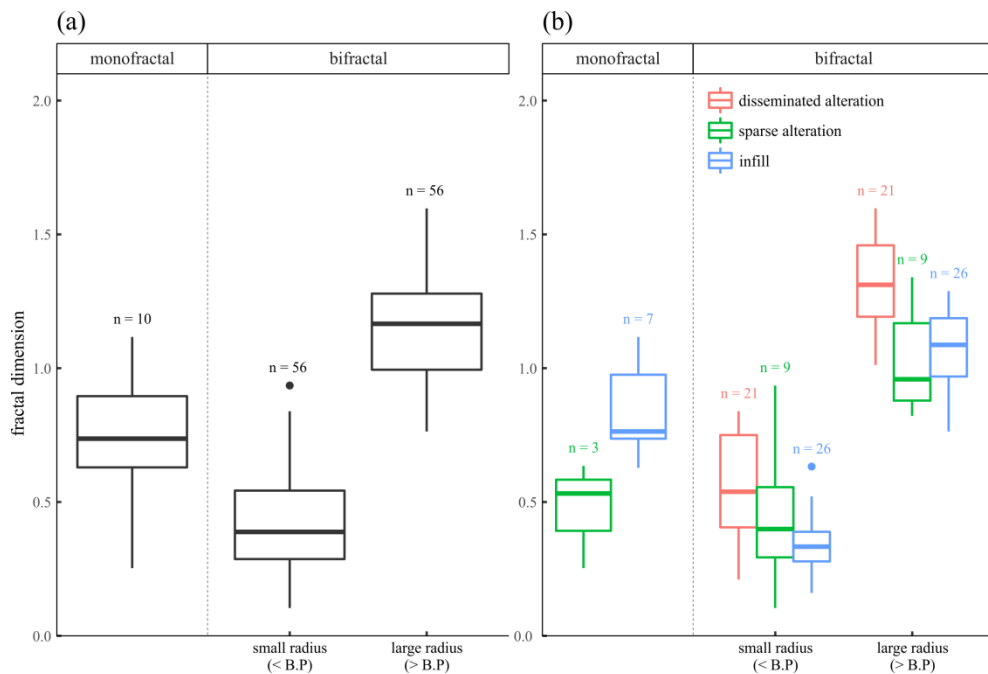 (a)
monofractal
bifractal
fractal dimension
2.0
1.5
1.0
0.5
0.0
n = 10
n = 56
n = 56
small radius
(< B.P)
large radius
(> B.P)
(b)
monofractal
bifractal
disseminated alteration
sparse alteration
infill
2.0
1.5
1.0
0.5
0.0
n = 3
n = 7
n = 21
n = 9
n = 26
n = 21
n = 9
n = 26
small radius
(< B.P)
large radius
(> B.P)